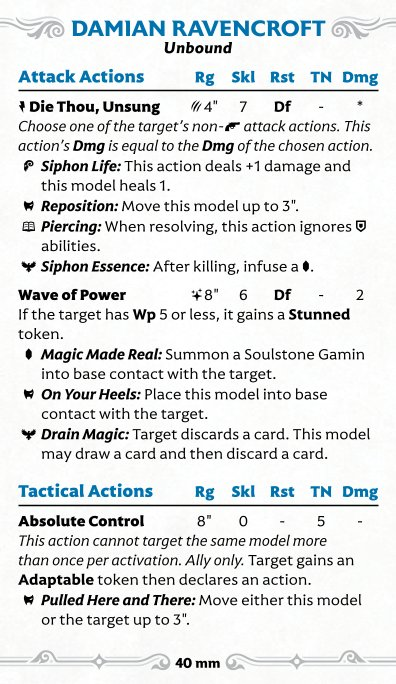 DAMIAN RAVENCROFT
Unbound
Attack Actions Rg Skl Rst TN Dmg
Die Thou, Unsung 4" 7 Df - *
Choose one of the target's non- attack actions. This
action's Dmg is equal to the Dmg of the chosen action.
Siphon Life: This action deals +1 damage and
this model heals 1.
Reposition: Move this model up to 3".
Piercing: When resolving, this action ignores
abilities.
Siphon Essence: After killing, infuse a .
Wave of Power 8" 6 Df - 2
If the target has Wp 5 or less, it gains a Stunned
token.
Magic Made Real: Summon a Soulstone Gamin
into base contact with the target.
On Your Heels: Place this model into base
contact with the target.
Drain Magic: Target discards a card. This model
may draw a card and then discard a card.
Tactical Actions Rg Skl Rst TN Dmg
Absolute Control 8" 0 - 5 -
This action cannot target the same model more
than once per activation. Ally only. Target gains an
Adaptable token then declares an action.
Pulled Here and There: Move either this model
or the target up to 3".
40 mm